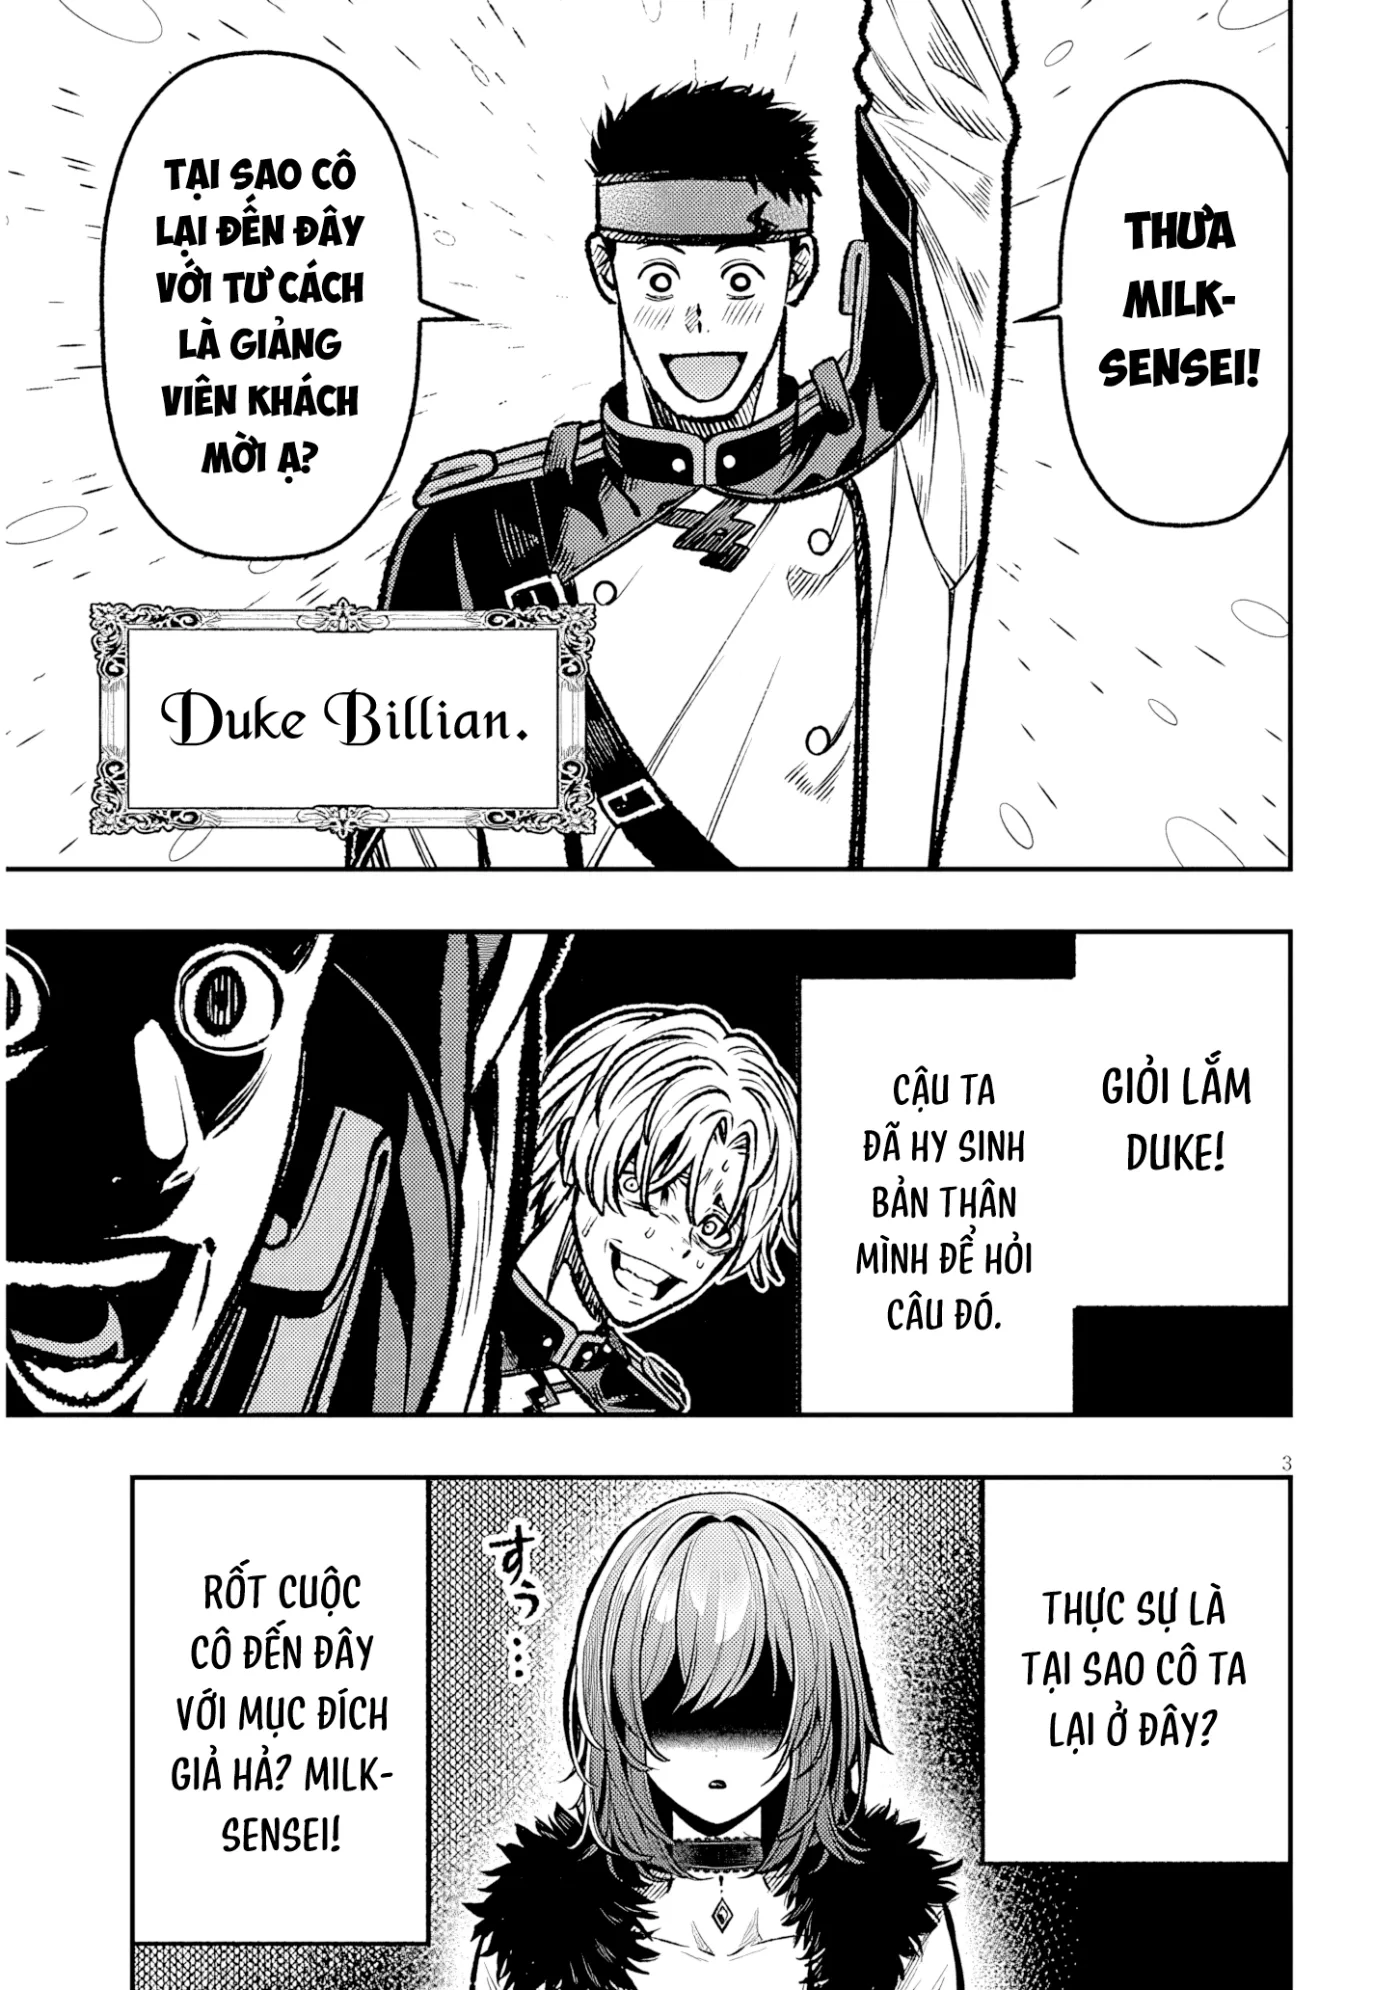 THƯA
MILK-
SENSEI!
TẠI SAO CÔ
LẠI ĐẾN ĐÂY
VỚI TƯ CÁCH
LÀ GIẢNG
VIÊN KHÁCH
MỜI Ạ?
Duke Billian.
GIỎI LẮM
DUKE!
CẬU TA
ĐÃ HY SINH
BẢN THÂN
MÌNH ĐỂ HỎI
CÂU ĐÓ.
3
THỰC SỰ LÀ
TẠI SAO CÔ TA
LẠI Ở ĐÂY?
すぅ…
RỐT CUỘC
CÔ ĐẾN ĐÂY
VỚI MỤC ĐÍCH
GIẢ HẢ? MILK-
SENSEI!